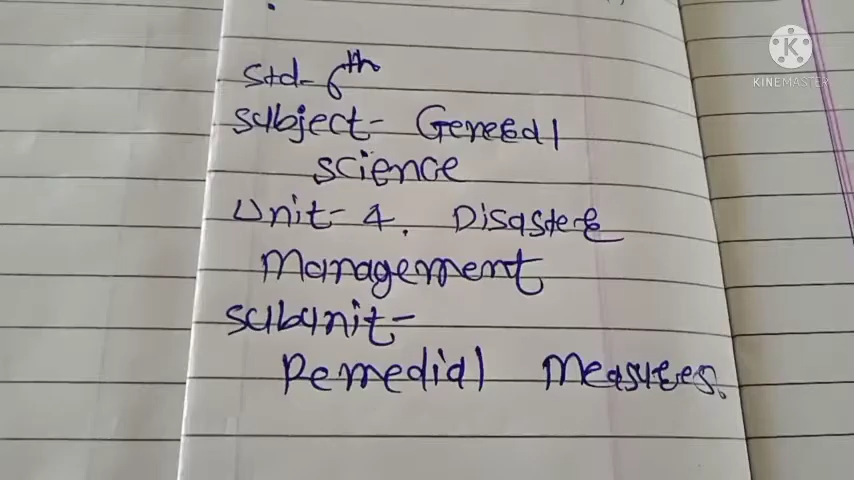 Std- 6th
Subject- General
science
Unit- 4. Disaster
Management
Subunit-
Remedial Measures.
K
KINEMASTER